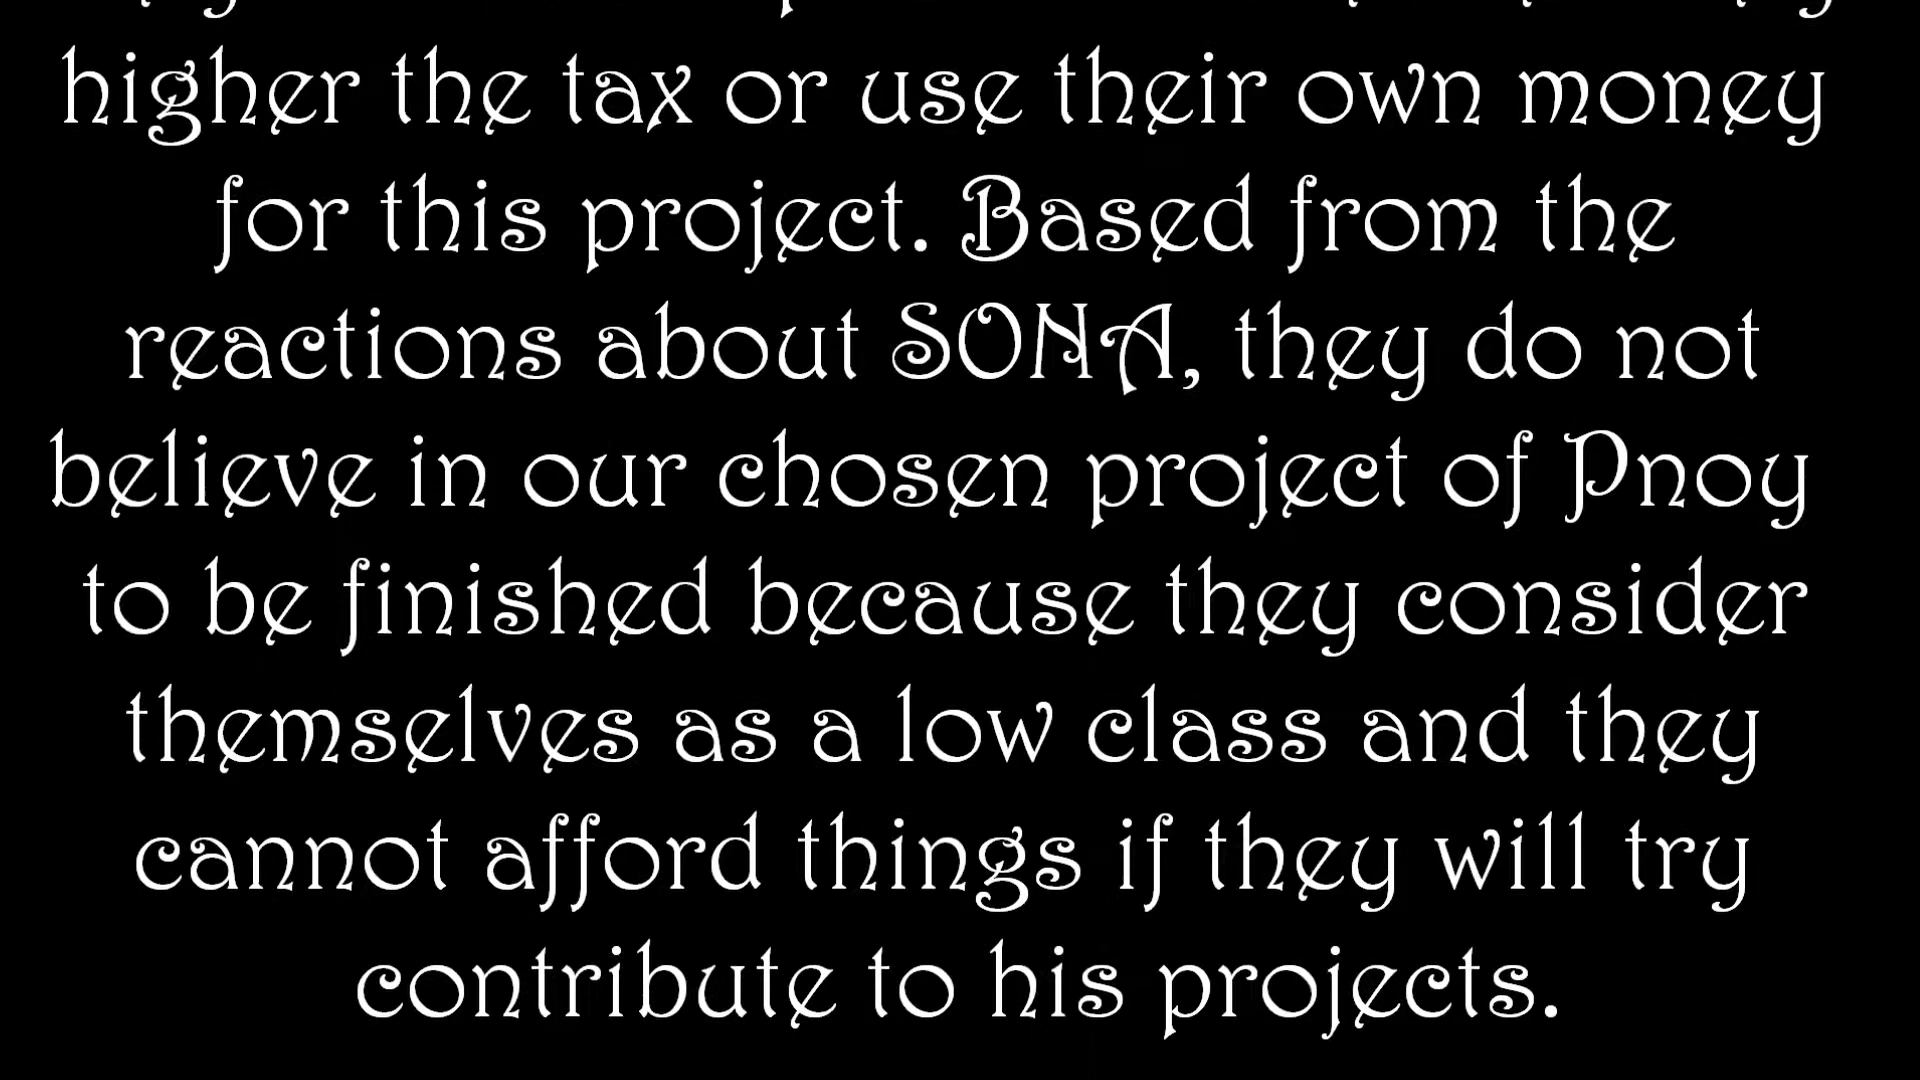 higher the tax or use their own money
for this project. Based from the
reactions about SONA, they do not
believe in our chosen project of Pnoy
to be finished because they consider
themselves as a low class and they
cannot afford things if they will try
contribute to his projects.